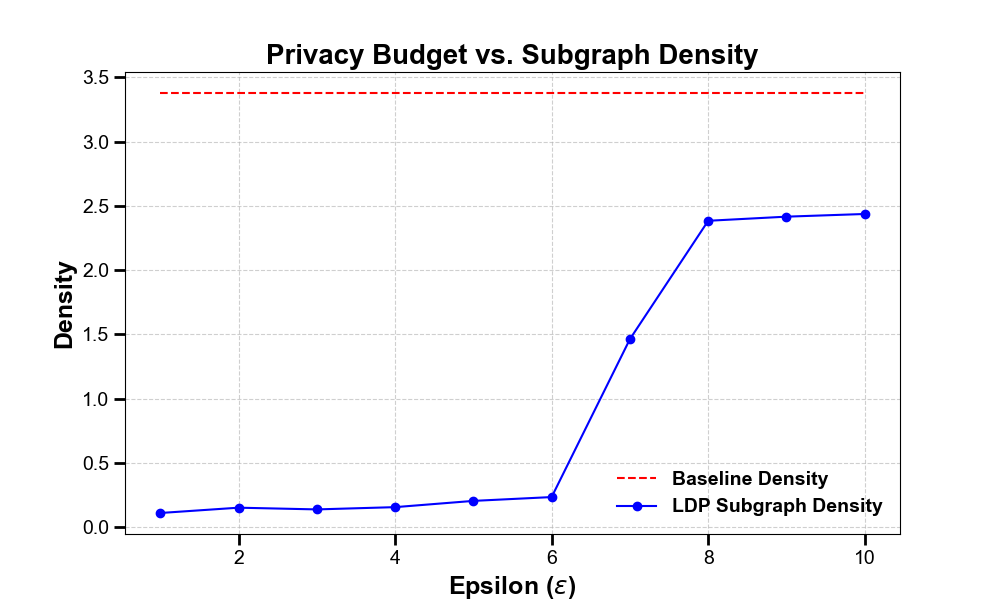 Privacy Budget vs. Subgraph Density
3.5
3.0
2.5
2.0
1.5
1.0
0.5
0.0
Density
Baseline Density
LDP Subgraph Density
2 4 6 8 10
Epsilon (ε)